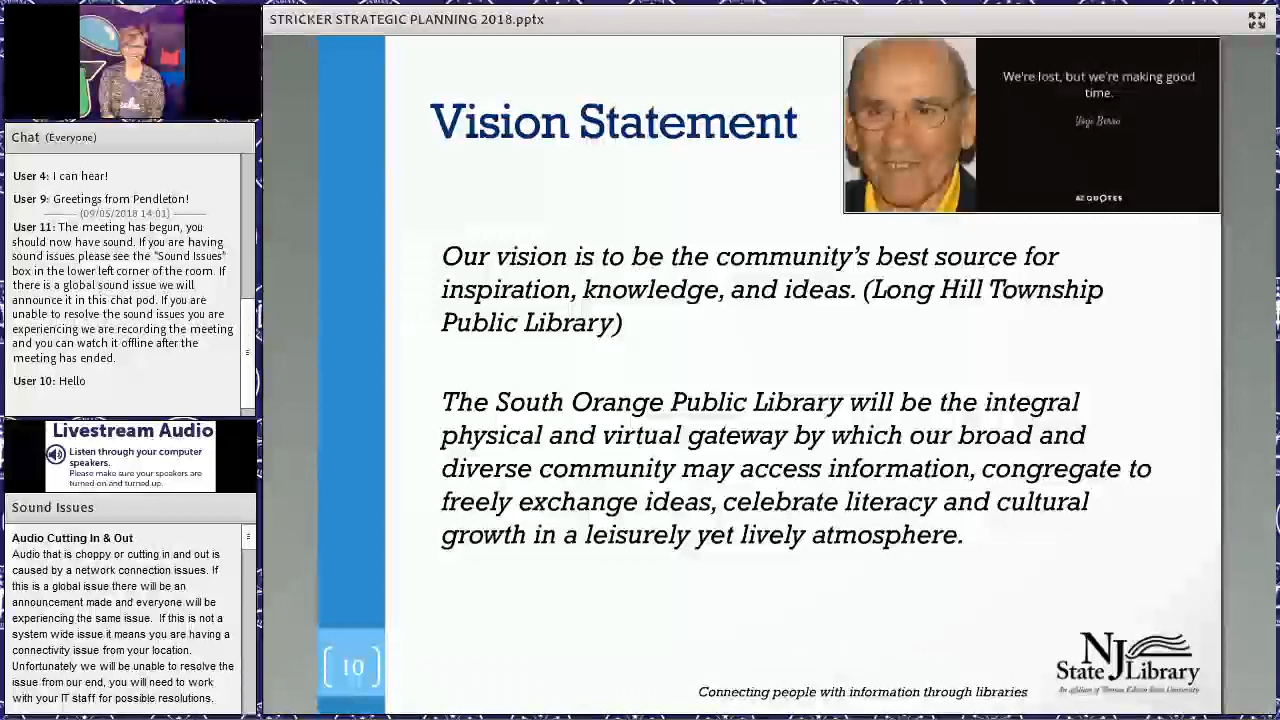 STRICKER STRATEGIC PLANNING 2018.pptx
Chat (Everyone)
User 4: I can hear!
User 9: Greetings from Pendleton!
(09/05/2018 14:01)
User 11: The meeting has begun, you
should now have sound. If you are having
sound issues please see the "Sound Issues"
box in the lower left corner of the room. If
there is a global sound issue we will
announce it in this chat pod. If you are
unable to resolve the sound issues you are
experiencing we are recording the meeting
and you can watch it offline after the
meeting has ended.
User 10: Hello
Livestream Audio
Listen through your computer
speakers.
Please make sure your speakers are
turned on and turned up.
Sound Issues
Audio Cutting In & Out
Audio that is choppy or cutting in and out is
caused by a network connection issues. If
this is a global issue there will be an
announcement made and everyone will be
experiencing the same issue. If this is not a
system wide issue it means you are having a
connectivity issue from your location.
Unfortunately we will be unable to resolve the
issue from our end, you will need to work
with your IT staff for possible resolutions.
Vision Statement
We're lost, but we're making good
time.
Yogi Berra
AZ QUOTES
Our vision is to be the community's best source for
inspiration, knowledge, and ideas. (Long Hill Township
Public Library)
The South Orange Public Library will be the integral
physical and virtual gateway by which our broad and
diverse community may access information, congregate to
freely exchange ideas, celebrate literacy and cultural
growth in a leisurely yet lively atmosphere.
[10]
Connecting people with information through libraries
NJ
State Library
An affiliate of Thomas Edison State University